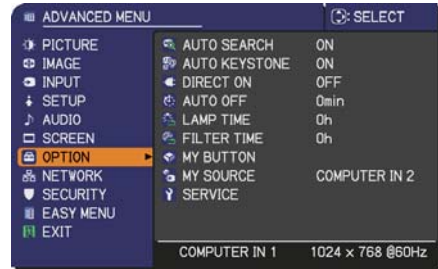 ADVANCED MENU : SELECT
PICTURE AUTO SEARCH ON
IMAGE AUTO KEYSTONE ON
INPUT DIRECT ON OFF
SETUP AUTO OFF 0min
AUDIO LAMP TIME 0h
SCREEN FILTER TIME 0h
OPTION MY BUTTON
NETWORK MY SOURCE COMPUTER IN 2
SECURITY SERVICE
EASY MENU
EXIT
COMPUTER IN 1 1024 x 768 @60Hz